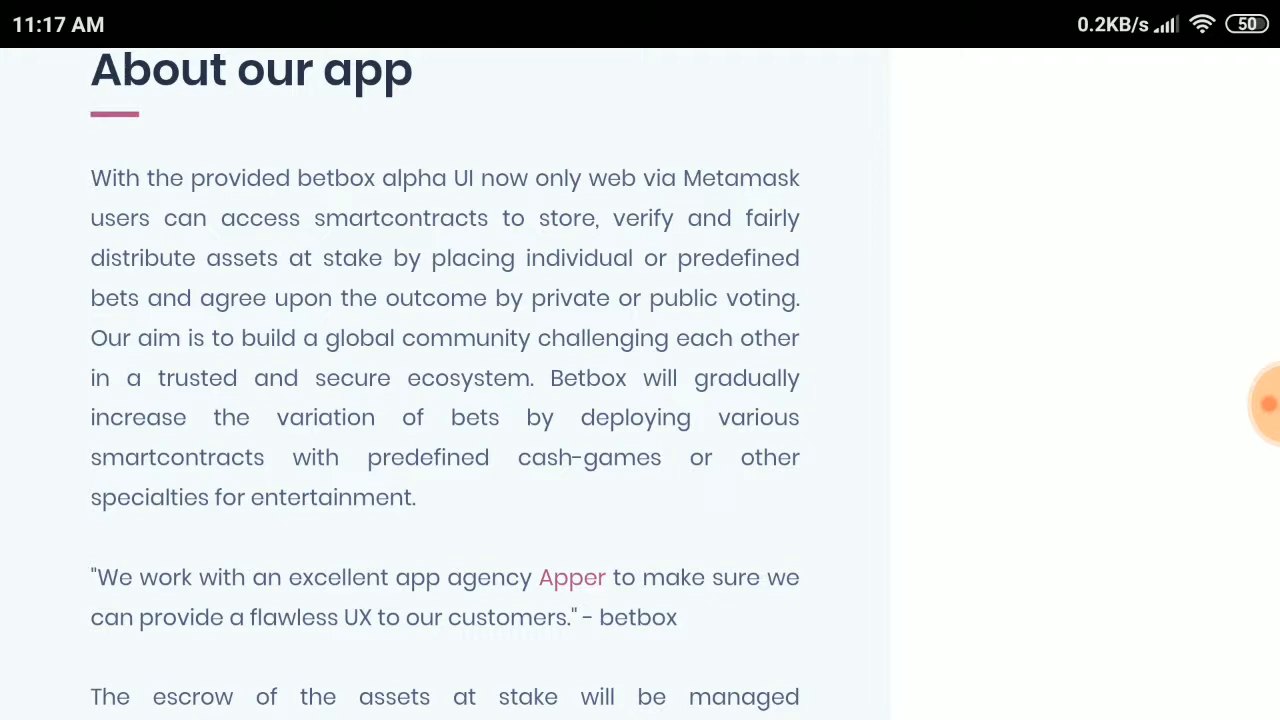 11:17 AM
0.2KB/s
50
About our app
With the provided betbox alpha UI now only web via Metamask
users can access smartcontracts to store, verify and fairly
distribute assets at stake by placing individual or predefined
bets and agree upon the outcome by private or public voting.
Our aim is to build a global community challenging each other
in a trusted and secure ecosystem. Betbox will gradually
increase the variation of bets by deploying various
smartcontracts with predefined cash-games or other
specialties for entertainment.
"We work with an excellent app agency Apper to make sure we
can provide a flawless UX to our customers." - betbox
The escrow of the assets at stake will be managed